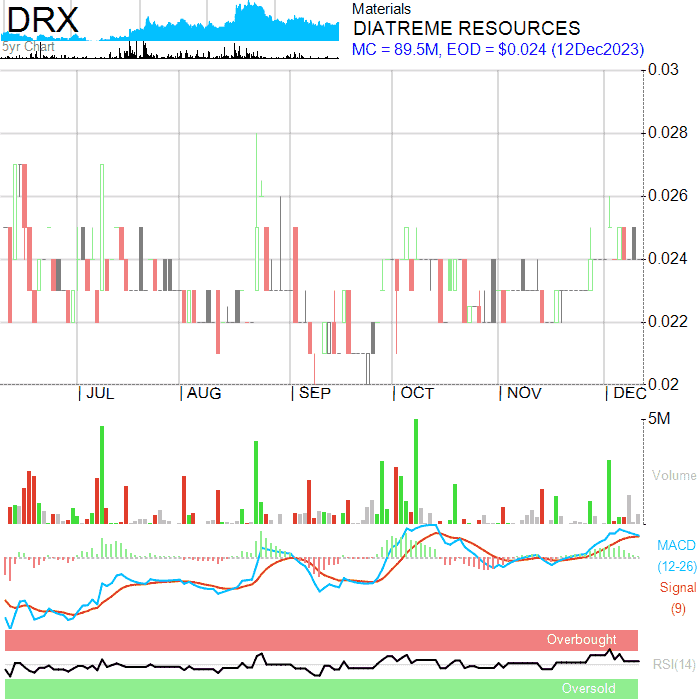 DRX
5yr Chart
Materials
DIATREME RESOURCES
MC = 89.5M, EOD = $0.024 (12Dec2023)
0.03
0.028
0.026
0.024
0.022
0.02
JUL
AUG
SEP
OCT
NOV
DEC
5M
Volume
MACD
(12-26)
Signal
(9)
Overbought
RSI(14)
Oversold